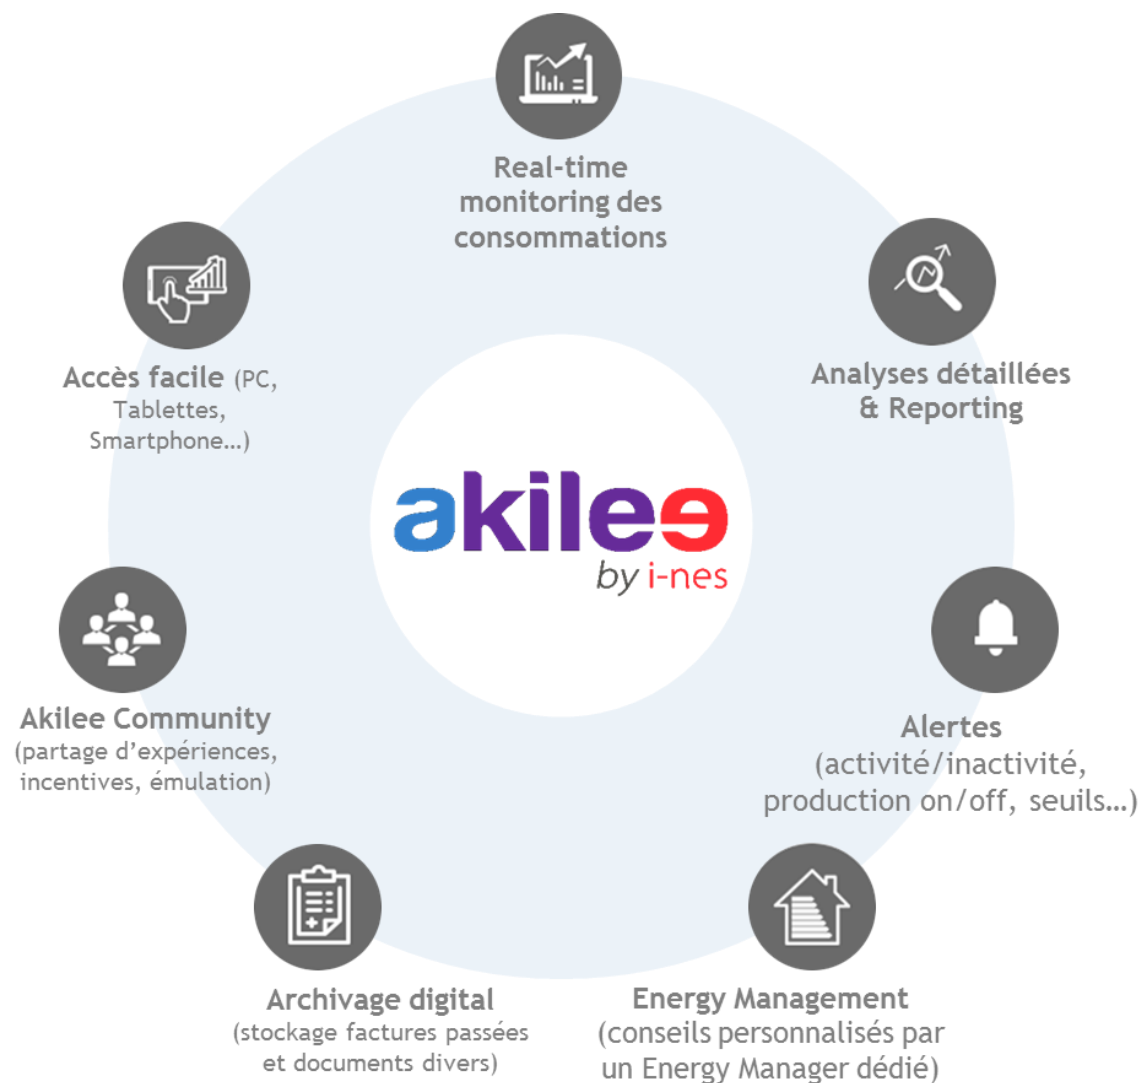 Real-time
monitoring des
consommations
Analyses détaillées
& Reporting
Alertes
(activité/inactivité,
production on/off, seuils…)
Energy Management
(conseils personnalisés par
un Energy Manager dédié)
Archivage digital
(stockage factures passées
et documents divers)
Akilee Community
(partage d’expériences,
incentives, émulation)
Accès facile (PC,
Tablettes,
Smartphone…)
akilee
by i-nes